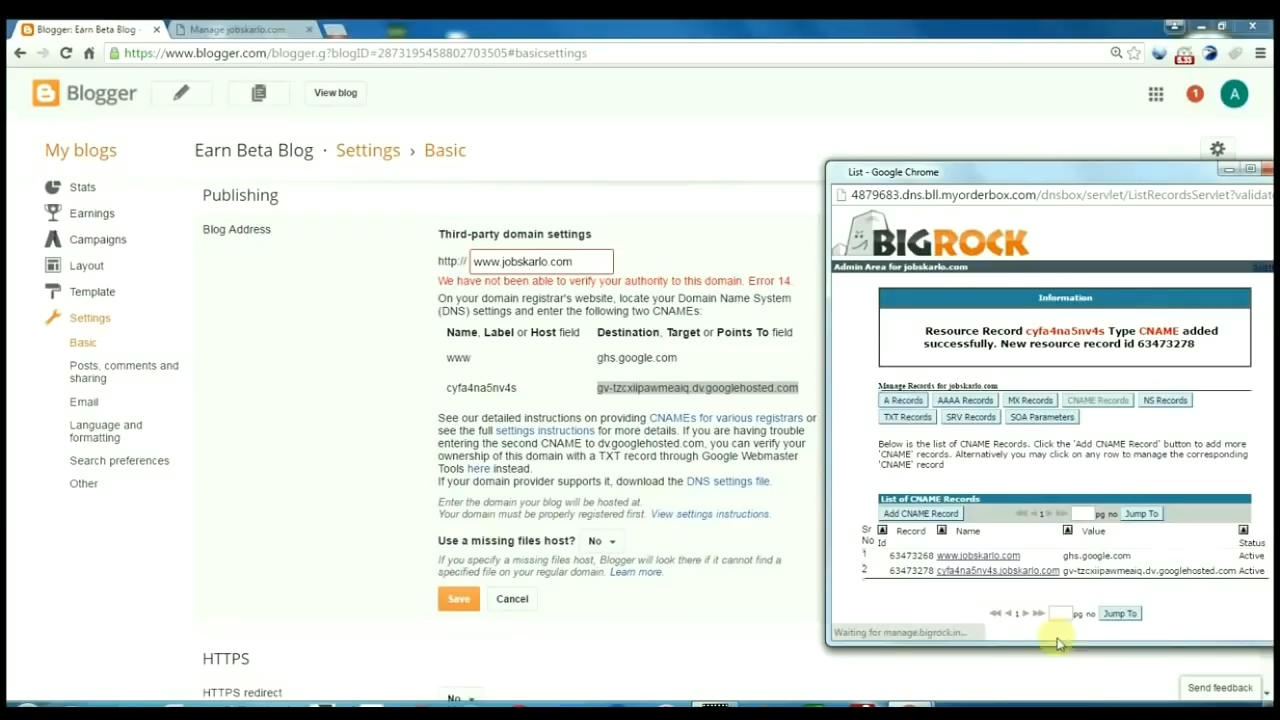 Blogger: Earn Beta Blog -
Manage jobskarlo.com
https://www.blogger.com/blogger.g?blogID=2873195458802703505#basicsettings
Blogger
View blog
1
A
My blogs
Earn Beta Blog · Settings › Basic
Stats
Earnings
Campaigns
Layout
Template
Settings
Basic
Posts, comments and
sharing
Email
Language and
formatting
Search preferences
Other
Publishing
Blog Address
Third-party domain settings
http:// www.jobskarlo.com
We have not been able to verify your authority to this domain. Error 14.
On your domain registrar's website, locate your Domain Name System
(DNS) settings and enter the following two CNAMEs:
Name, Label or Host field Destination, Target or Points To field
www ghs.google.com
cyfa4na5nv4s gv-tzcxiipawmeaiq.dv.googlehosted.com
See our detailed instructions on providing CNAMEs for various registrars or
see the full settings instructions for more details. If you are having trouble
entering the second CNAME to dv.googlehosted.com, you can verify your
ownership of this domain with a TXT record through Google Webmaster
Tools here instead.
If your domain provider supports it, download the DNS settings file.
Enter the domain your blog will be hosted at.
Your domain must be properly registered first. View settings instructions.
Use a missing files host? No
If you specify a missing files host, Blogger will look there if it cannot find a
specified file on your regular domain. Learn more.
Save Cancel
HTTPS
HTTPS redirect
No
List - Google Chrome
4879683.dns.bll.myorderbox.com/dnsbox/servlet/ListRecordsServlet?validat
BIGROCK
Admin Area for jobskarlo.com
Information
Resource Record cyfa4na5nv4s Type CNAME added
successfully. New resource record id 63473278
Manage Records for jobskarlo.com
A Records AAAA Records MX Records CNAME Records NS Records
TXT Records SRV Records SOA Parameters
Below is the list of CNAME Records. Click the 'Add CNAME Record' button to add more
'CNAME' records. Alternatively you may click on any row to manage the corresponding
'CNAME' record
List of CNAME Records
Add CNAME Record 1 pg no Jump To
Sr No Record Id Name Value Status
1 63473268 www.jobskarlo.com ghs.google.com Active
2 63473278 cyfa4na5nv4s.jobskarlo.com gv-tzcxiipawmeaiq.dv.googlehosted.com Active
1 pg no Jump To
Waiting for manage.bigrock.in...
Send feedback